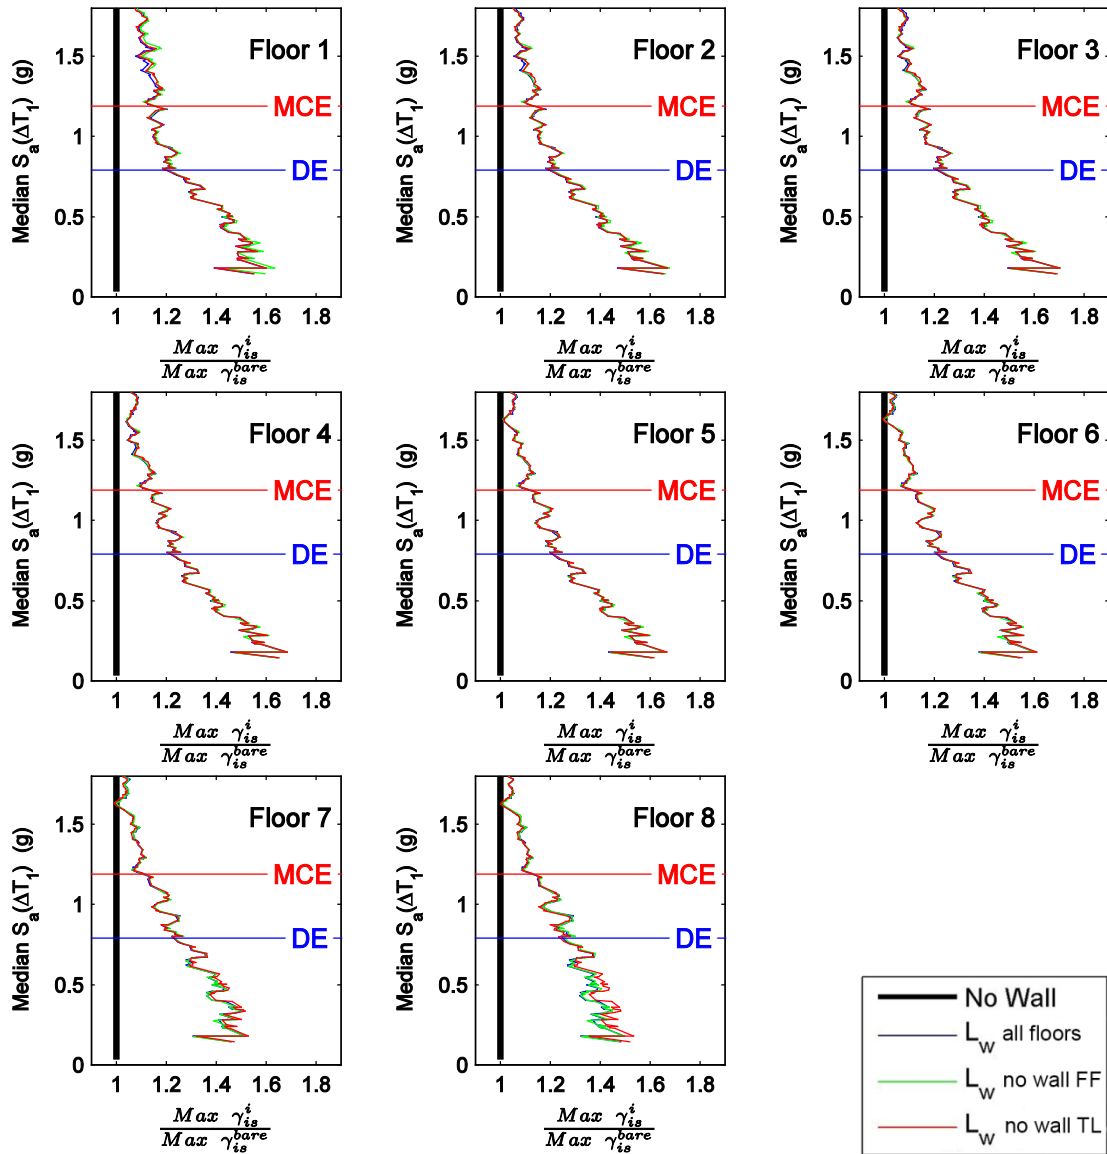 Median S_a(ΔT_1) (g)
1.5
1
0.5
0
Floor 1
MCE
DE
1 1.2 1.4 1.6 1.8
Max γ_is^i
Max γ_is^bare
Median S_a(ΔT_1) (g)
1.5
1
0.5
0
Floor 2
MCE
DE
1 1.2 1.4 1.6 1.8
Max γ_is^i
Max γ_is^bare
Median S_a(ΔT_1) (g)
1.5
1
0.5
0
Floor 3
MCE
DE
1 1.2 1.4 1.6 1.8
Max γ_is^i
Max γ_is^bare
Median S_a(ΔT_1) (g)
1.5
1
0.5
0
Floor 4
MCE
DE
1 1.2 1.4 1.6 1.8
Max γ_is^i
Max γ_is^bare
Median S_a(ΔT_1) (g)
1.5
1
0.5
0
Floor 5
MCE
DE
1 1.2 1.4 1.6 1.8
Max γ_is^i
Max γ_is^bare
Median S_a(ΔT_1) (g)
1.5
1
0.5
0
Floor 6
MCE
DE
1 1.2 1.4 1.6 1.8
Max γ_is^i
Max γ_is^bare
Median S_a(ΔT_1) (g)
1.5
1
0.5
0
Floor 7
MCE
DE
1 1.2 1.4 1.6 1.8
Max γ_is^i
Max γ_is^bare
Median S_a(ΔT_1) (g)
1.5
1
0.5
0
Floor 8
MCE
DE
1 1.2 1.4 1.6 1.8
Max γ_is^i
Max γ_is^bare
No Wall
L_w all floors
L_w no wall FF
L_w no wall TL